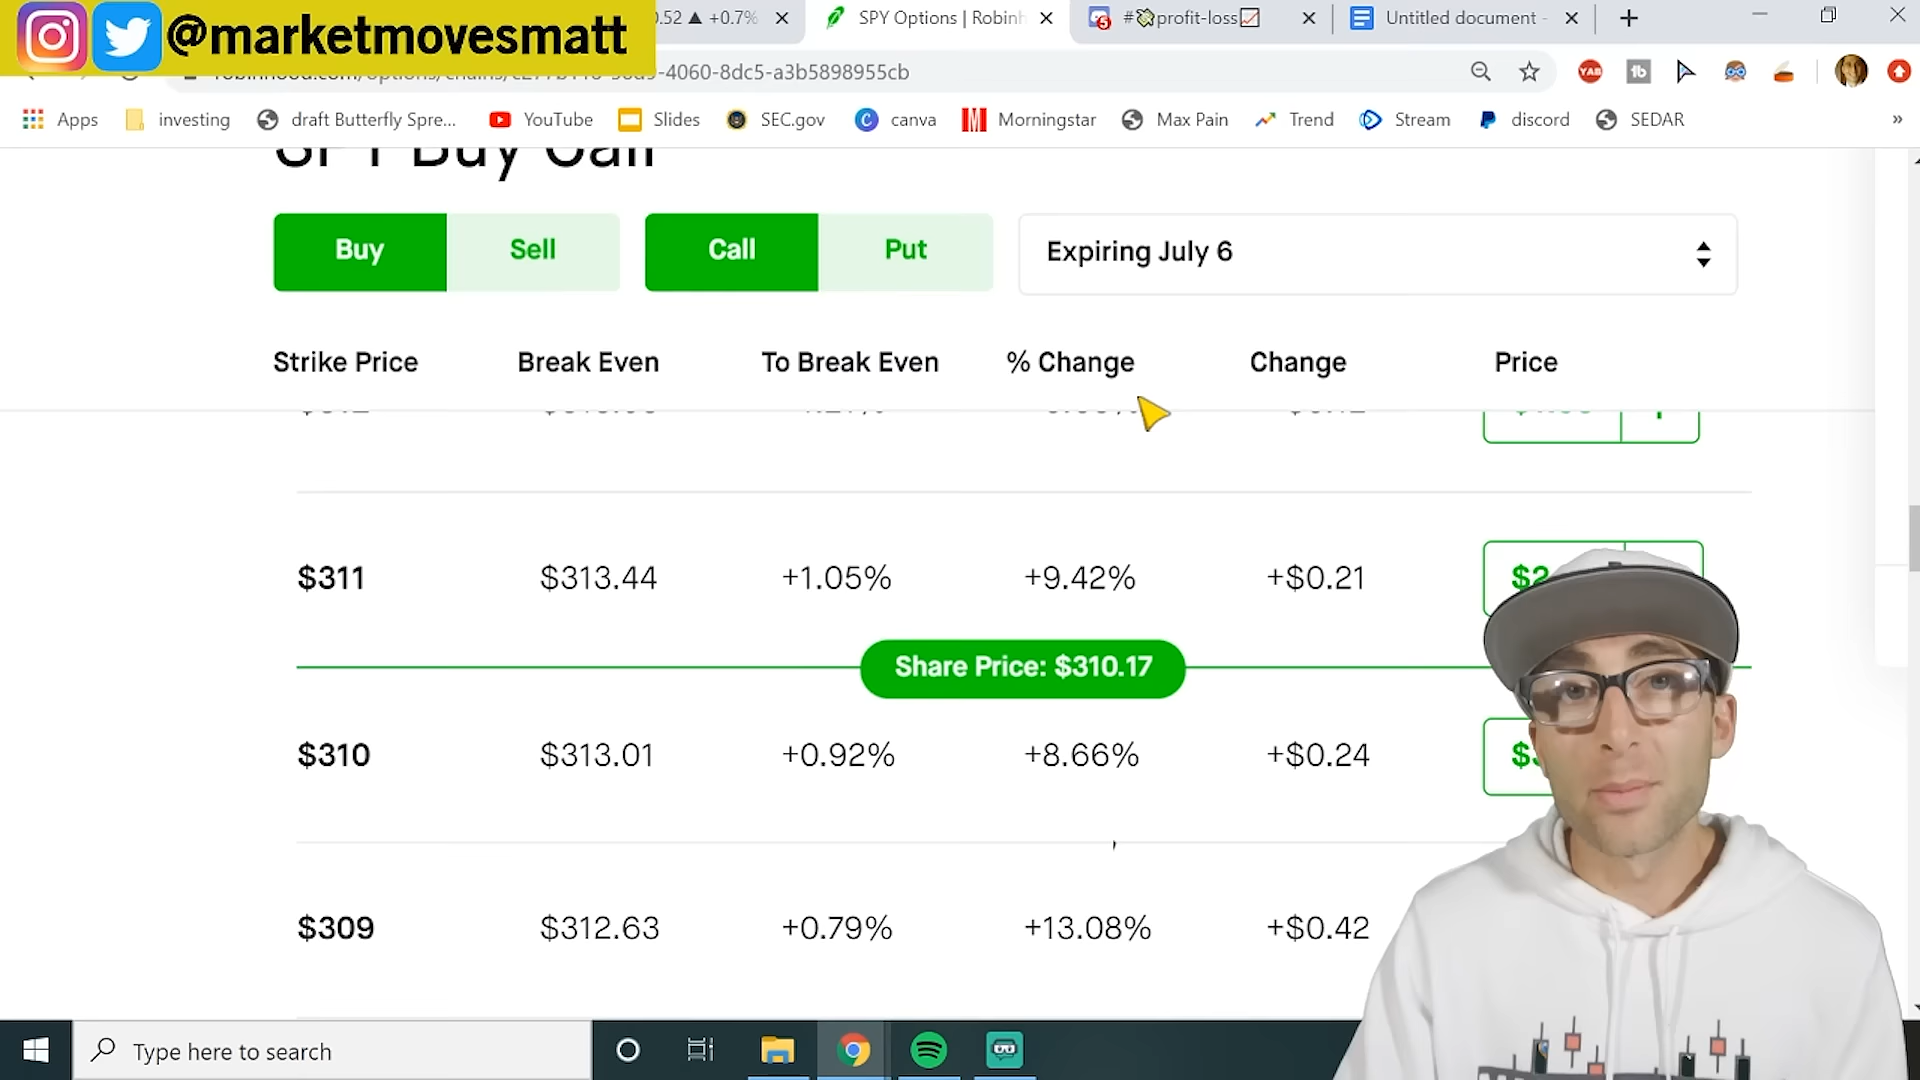 @marketmovesmatt
0.52 ▲ +0.7%
SPY Options | Robinh
#profit-loss
Untitled document -
4060-8dc5-a3b5898955cb
Apps
investing
draft Butterfly Spre...
YouTube
Slides
SEC.gov
canva
Morningstar
Max Pain
Trend
Stream
discord
SEDAR
»
SPY Buy Call
Buy
Sell
Call
Put
Expiring July 6
Strike Price
Break Even
To Break Even
% Change
Change
Price
$311
$313.44
+1.05%
+9.42%
+$0.21
Share Price: $310.17
$310
$313.01
+0.92%
+8.66%
+$0.24
$309
$312.63
+0.79%
+13.08%
+$0.42
Type here to search